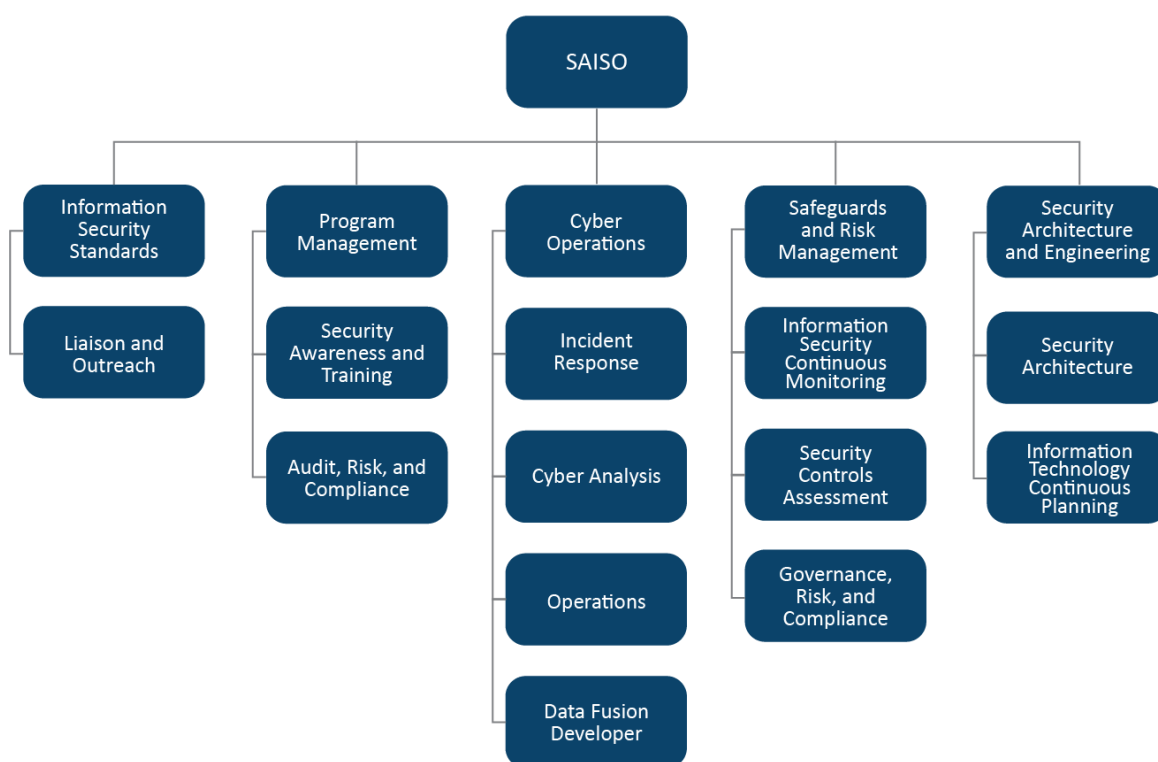 SAISO
Information
Security
Standards
Liaison and
Outreach
Program
Management
Security
Awareness and
Training
Audit, Risk, and
Compliance
Cyber
Operations
Incident
Response
Cyber Analysis
Operations
Data Fusion
Developer
Safeguards
and Risk
Management
Information
Security
Continuous
Monitoring
Security
Controls
Assessment
Governance,
Risk, and
Compliance
Security
Architecture
and Engineering
Security
Architecture
Information
Technology
Continuous
Planning